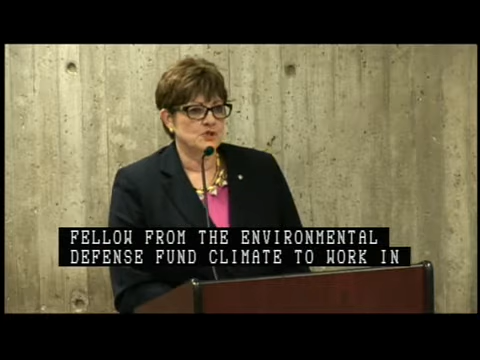 FELLOW FROM THE ENVIRONMENTAL
DEFENSE FUND CLIMATE TO WORK IN